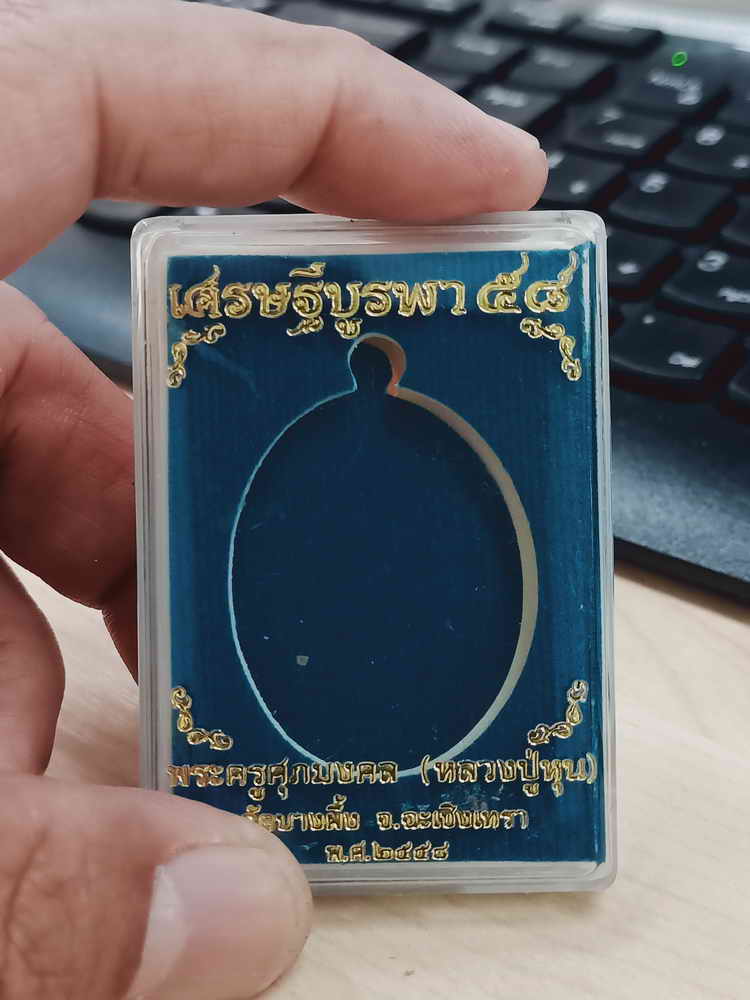 เศรษฐีบูรพา ๕๘
พระครูศุภมงคล (หลวงปู่หุน)
วัดบางผึ้ง จ.ฉะเชิงเทรา
พ.ศ.๒๕๕๘